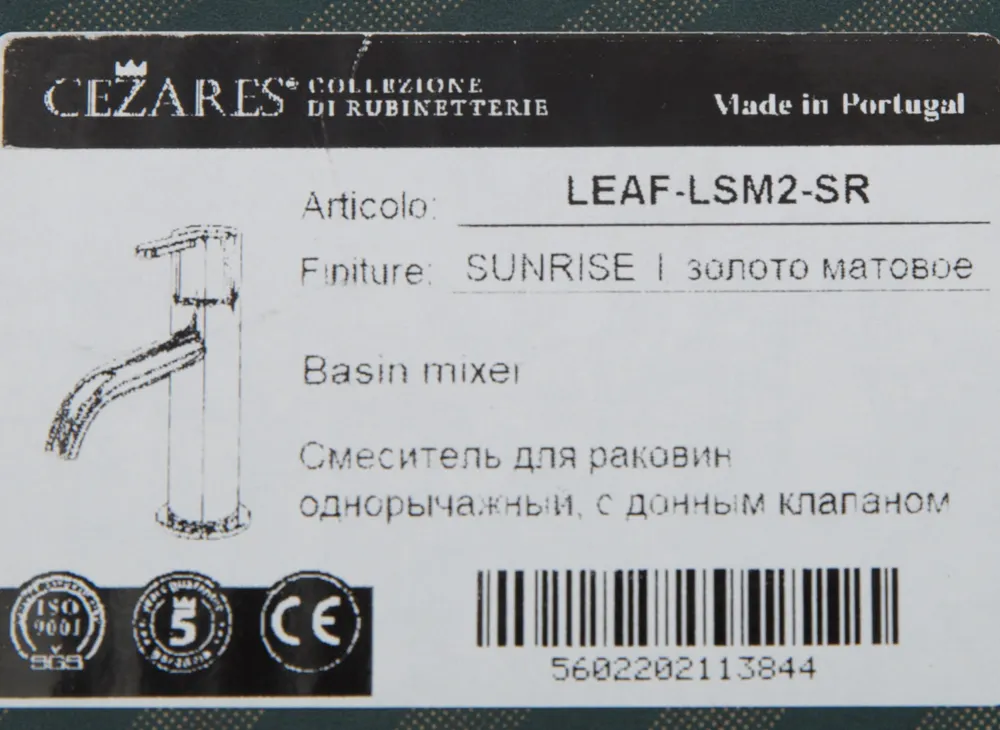 CEZARES® COLLEZIONE
DI RUBINETTERIE
Made in Portugal
Articolo: LEAF-LSM2-SR
Finiture: SUNRISE | золото матовое
Basin mixer
Смеситель для раковин
однорычажный, с донным клапаном
ISO
9001
SGS
5
CE
5602202113844